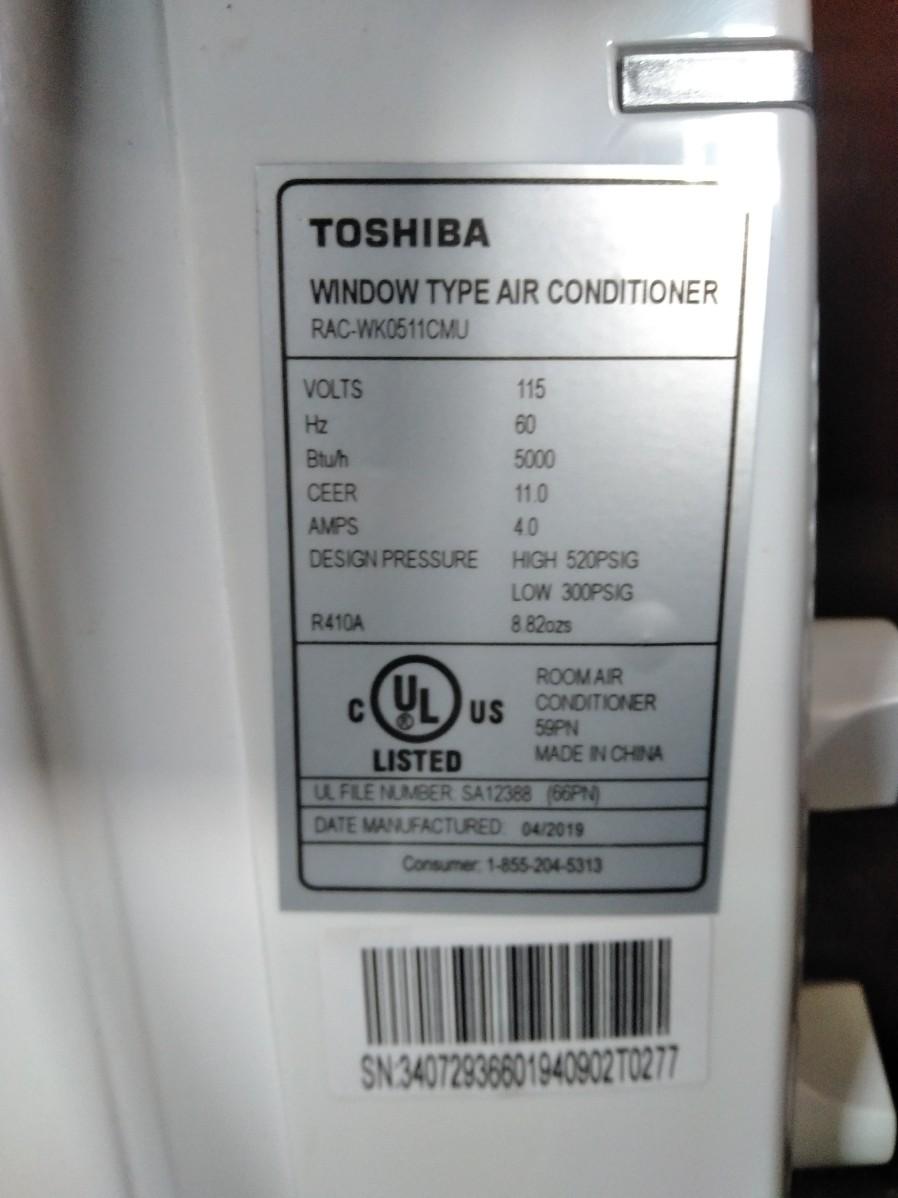 TOSHIBA
WINDOW TYPE AIR CONDITIONER
RAC-WK0511CMU
VOLTS 115
Hz 60
Btu/h 5000
CEER 11.0
AMPS 4.0
DESIGN PRESSURE HIGH 520PSIG
LOW 300PSIG
R410A 8.82ozs
C UL® US
LISTED
ROOM AIR
CONDITIONER
59PN
MADE IN CHINA
UL FILE NUMBER: SA12388 (66PN)
DATE MANUFACTURED: 04/2019
Consumer: 1-855-204-5313
SN:34072936601940902T0277